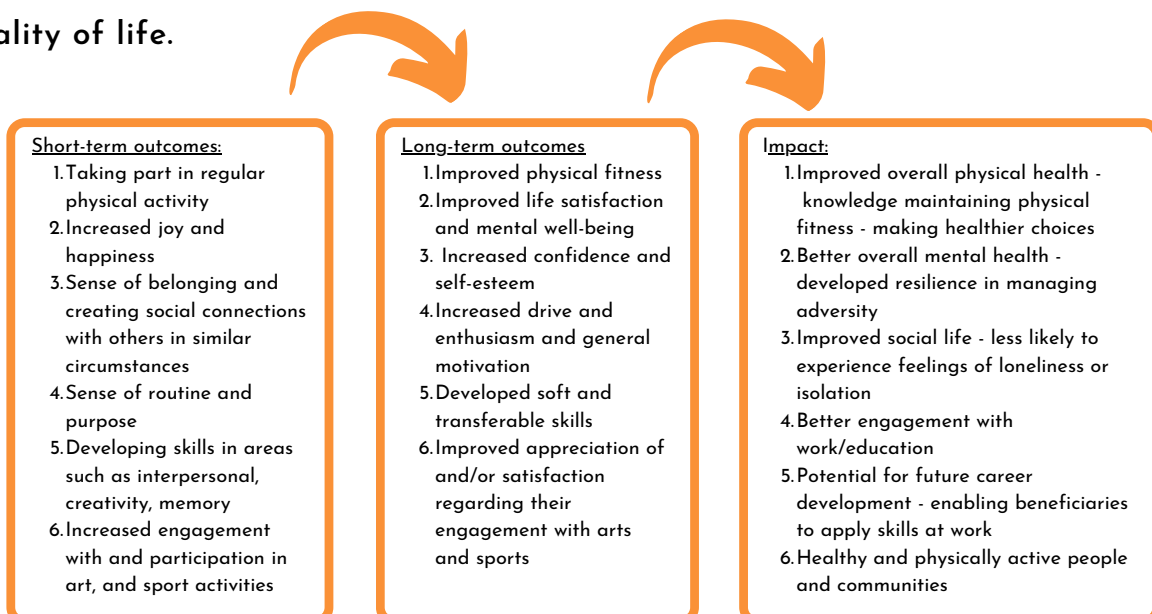 ality of life.
Short-term outcomes:
1. Taking part in regular
physical activity
2. Increased joy and
happiness
3. Sense of belonging and
creating social connections
with others in similar
circumstances
4. Sense of routine and
purpose
5. Developing skills in areas
such as interpersonal,
creativity, memory
6. Increased engagement
with and participation in
art, and sport activities
Long-term outcomes
1. Improved physical fitness
2. Improved life satisfaction
and mental well-being
3. Increased confidence and
self-esteem
4. Increased drive and
enthusiasm and general
motivation
5. Developed soft and
transferable skills
6. Improved appreciation of
and/or satisfaction
regarding their
engagement with arts
and sports
Impact:
1. Improved overall physical health -
knowledge maintaining physical
fitness - making healthier choices
2. Better overall mental health -
developed resilience in managing
adversity
3. Improved social life - less likely to
experience feelings of loneliness or
isolation
4. Better engagement with
work/education
5. Potential for future career
development - enabling beneficiaries
to apply skills at work
6. Healthy and physically active people
and communities